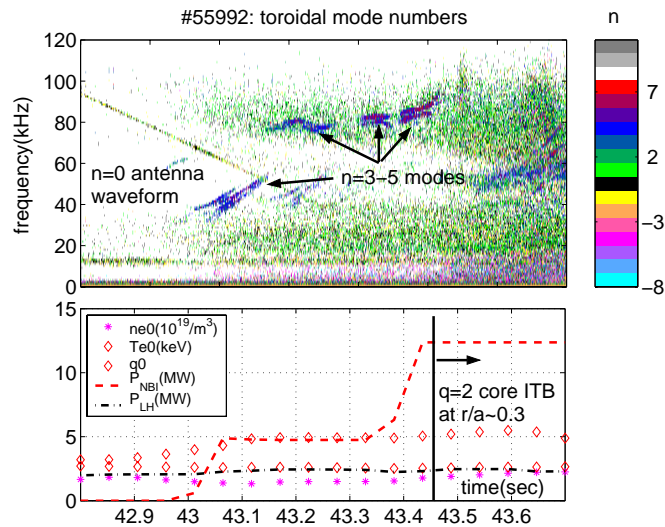 #55992: toroidal mode numbers
n
120
100
80
60
40
20
0
frequency(kHz)
n=0 antenna
waveform
n=3-5 modes
7
2
-3
-8
15
10
5
0
ne0(10^19/m^3)
Te0(keV)
q0
P_NBI(MW)
P_LH(MW)
q=2 core ITB
at r/a~0.3
time(sec)
42.9 43 43.1 43.2 43.3 43.4 43.5 43.6